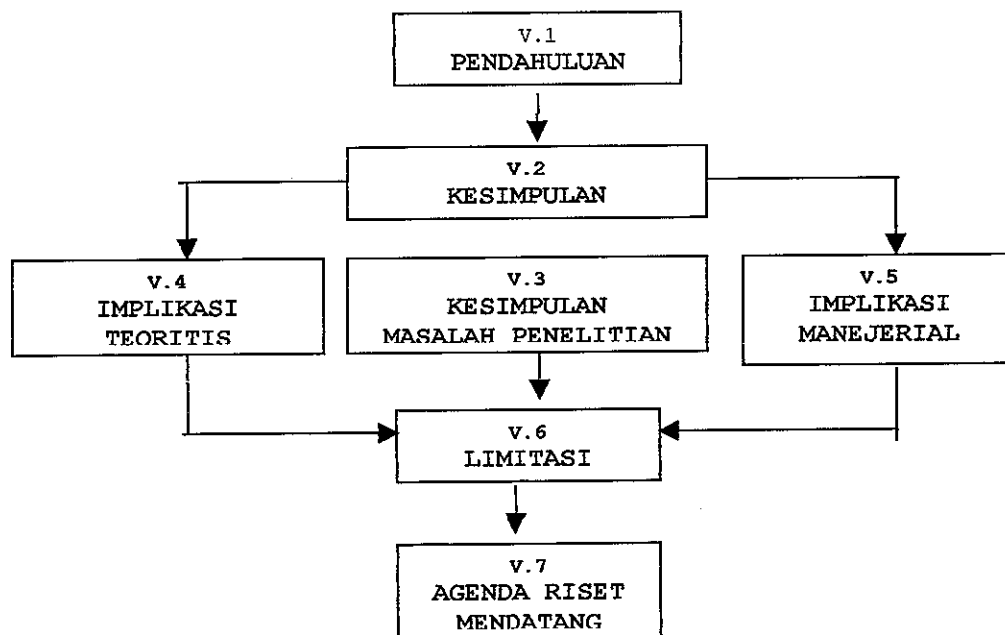 V.1
PENDAHULUAN
V.2
KESIMPULAN
V.4
IMPLIKASI
TEORITIS
V.3
KESIMPULAN
MASALAH PENELITIAN
V.5
IMPLIKASI
MANEJERIAL
V.6
LIMITASI
V.7
AGENDA RISET
MENDATANG